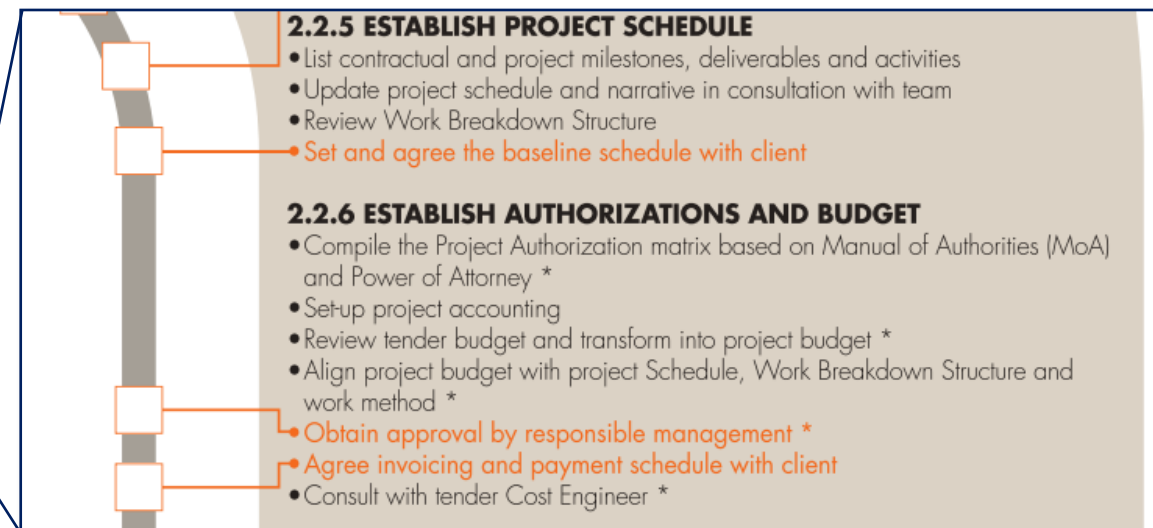 2.2.5 ESTABLISH PROJECT SCHEDULE
• List contractual and project milestones, deliverables and activities
• Update project schedule and narrative in consultation with team
• Review Work Breakdown Structure
• Set and agree the baseline schedule with client
2.2.6 ESTABLISH AUTHORIZATIONS AND BUDGET
• Compile the Project Authorization matrix based on Manual of Authorities (MoA)
and Power of Attorney *
• Set-up project accounting
• Review tender budget and transform into project budget *
• Align project budget with project Schedule, Work Breakdown Structure and
work method *
• Obtain approval by responsible management *
• Agree invoicing and payment schedule with client
• Consult with tender Cost Engineer *